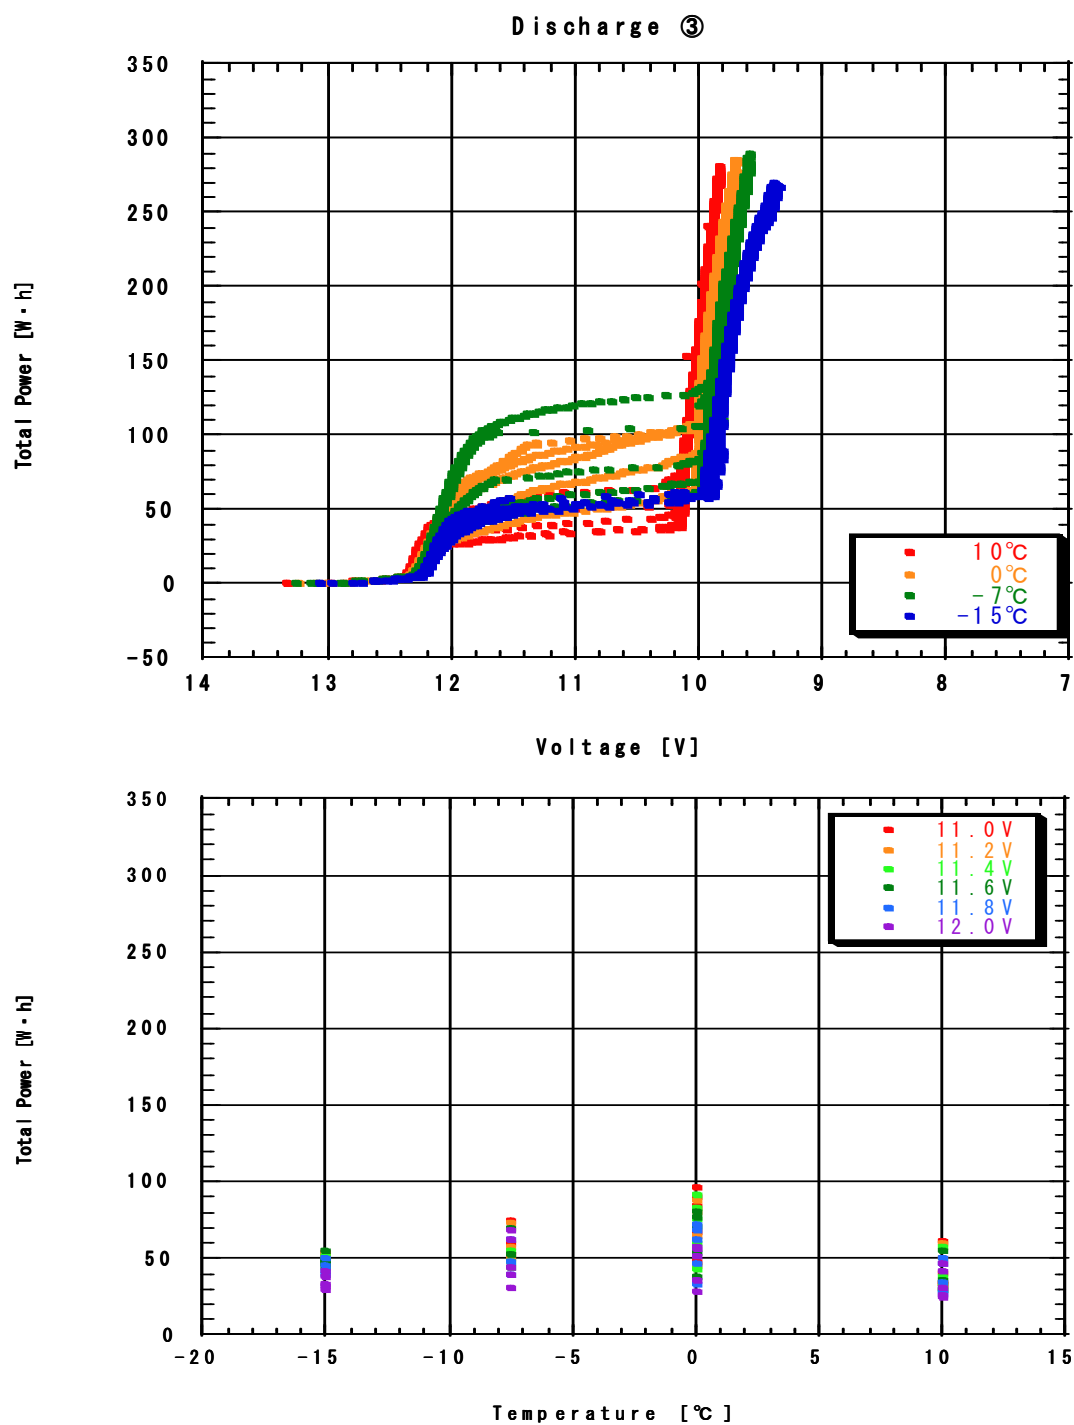 Discharge ③
350
300
250
200
150
100
50
0
-50
Total Power [W・h]
10℃
0℃
-7℃
-15℃
14 13 12 11 10 9 8 7
Voltage [V]
350
300
250
200
150
100
50
0
Total Power [W・h]
11.0V
11.2V
11.4V
11.6V
11.8V
12.0V
-20 -15 -10 -5 0 5 10 15
Temperature [℃]